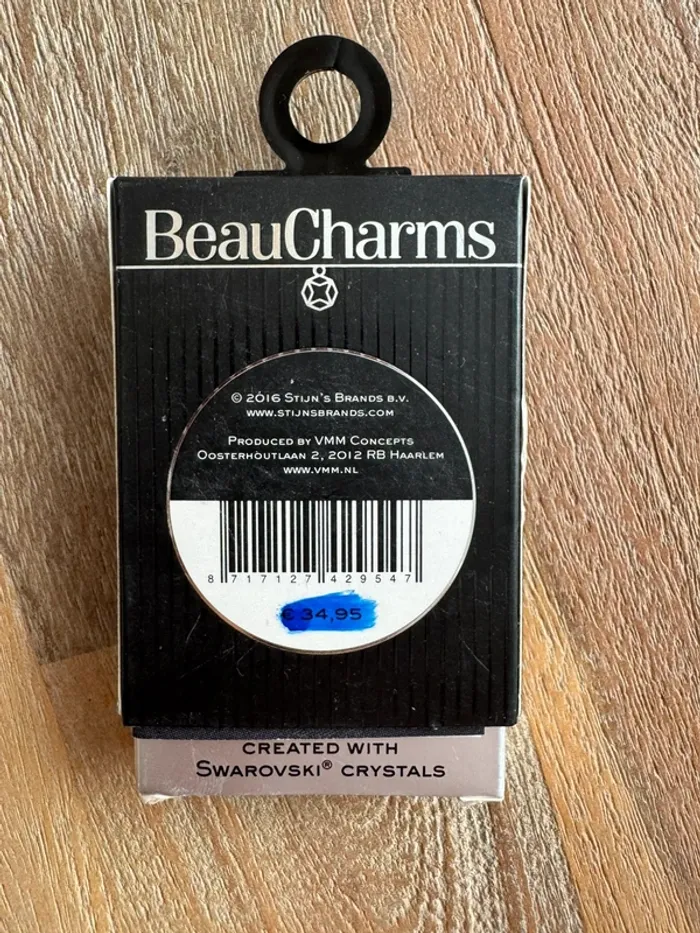 BeauCharms
© 2016 Stijn's Brands B.V.
www.stijnsbrands.com
Produced by VMM Concepts
Oosterhoutlaan 2, 2012 RB Haarlem
www.vmm.nl
8 717127 429547
€ 34,95
CREATED WITH
SWAROVSKI® CRYSTALS